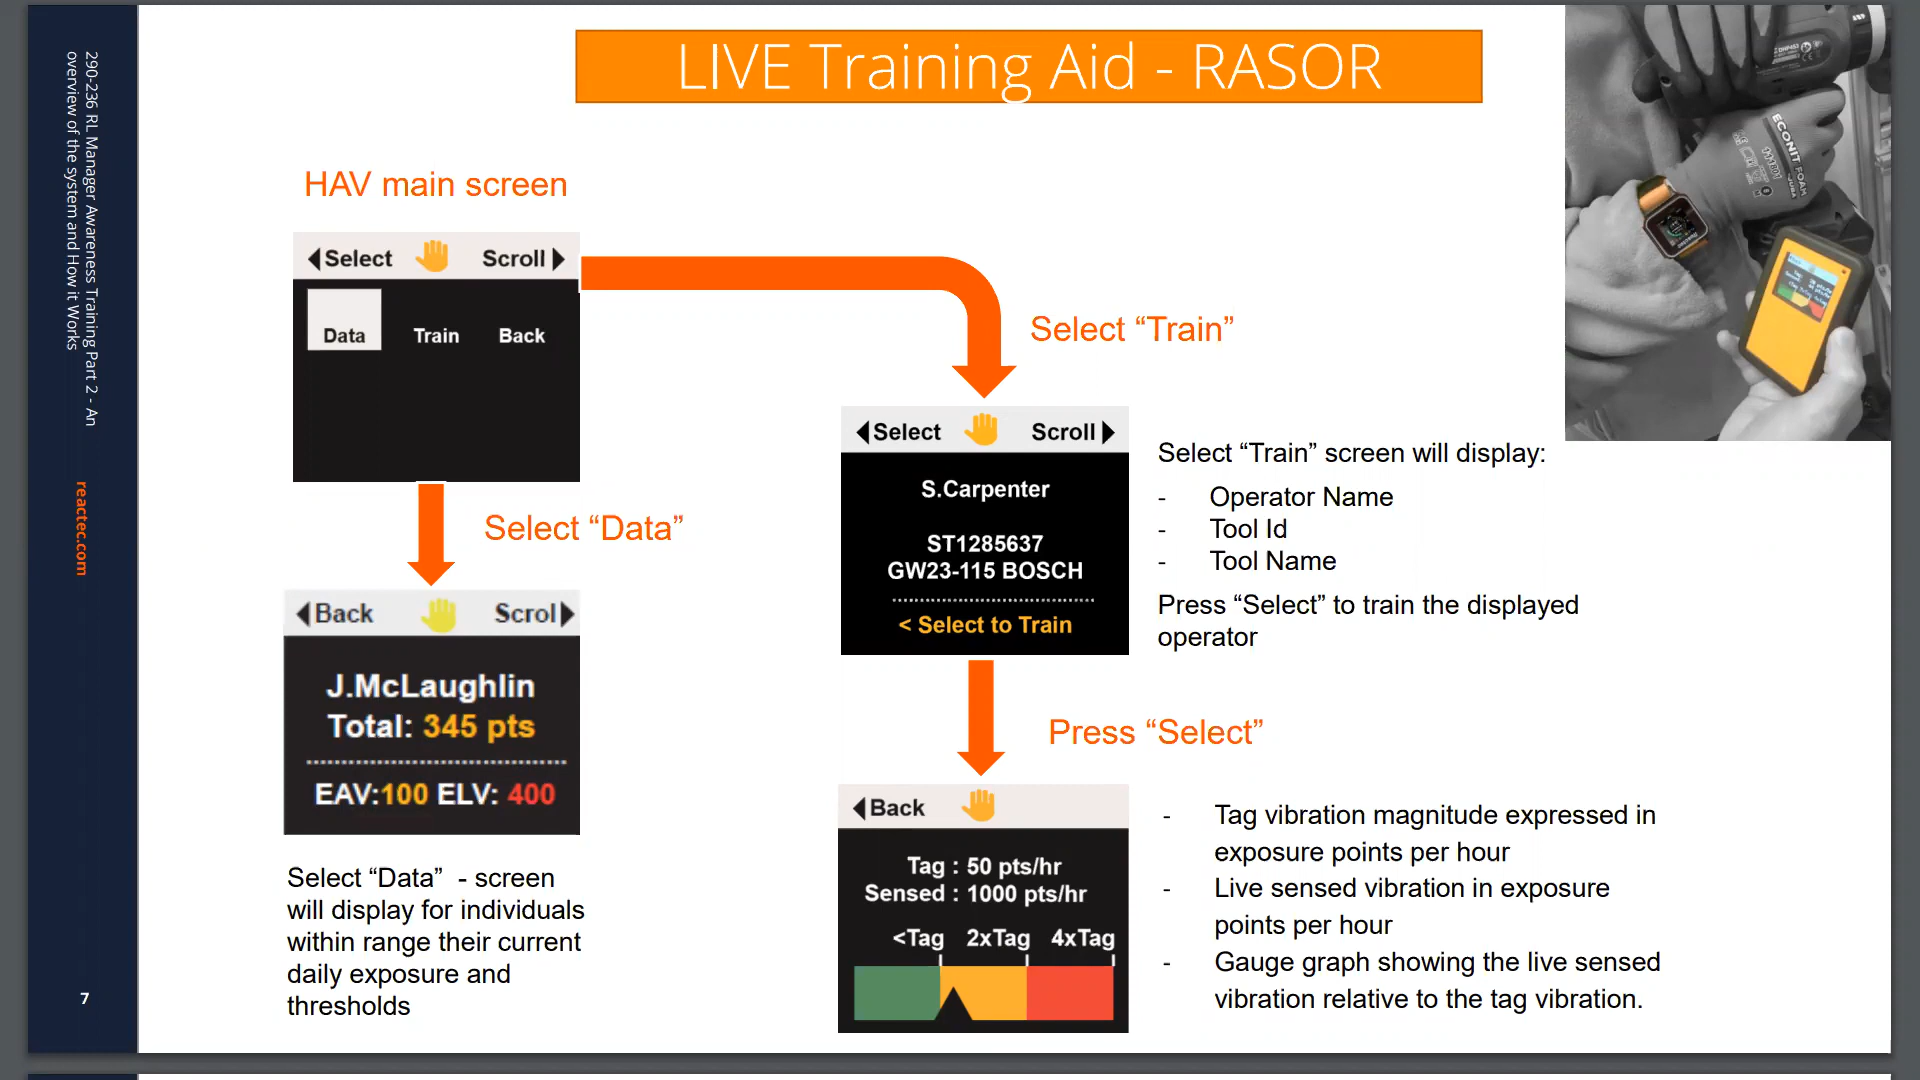 290-236 RL Manager Awareness Training Part 2 - An
overview of the system and How it Works
reactec.com
7
LIVE Training Aid - RASOR
HAV main screen
Select Scroll
Data Train Back
Select “Data”
Back Scrol
J.McLaughlin
Total: 345 pts
EAV:100 ELV: 400
Select “Data”  - screen
will display for individuals
within range their current
daily exposure and
thresholds
Select “Train”
Select Scroll
S.Carpenter
ST1285637
GW23-115 BOSCH
< Select to Train
Select “Train” screen will display:
- Operator Name
- Tool Id
- Tool Name
Press “Select” to train the displayed
operator
Press “Select”
Back
Tag : 50 pts/hr
Sensed : 1000 pts/hr
<Tag 2xTag 4xTag
- Tag vibration magnitude expressed in
exposure points per hour
- Live sensed vibration in exposure
points per hour
- Gauge graph showing the live sensed
vibration relative to the tag vibration.
ECONIT FOAM
JUBA